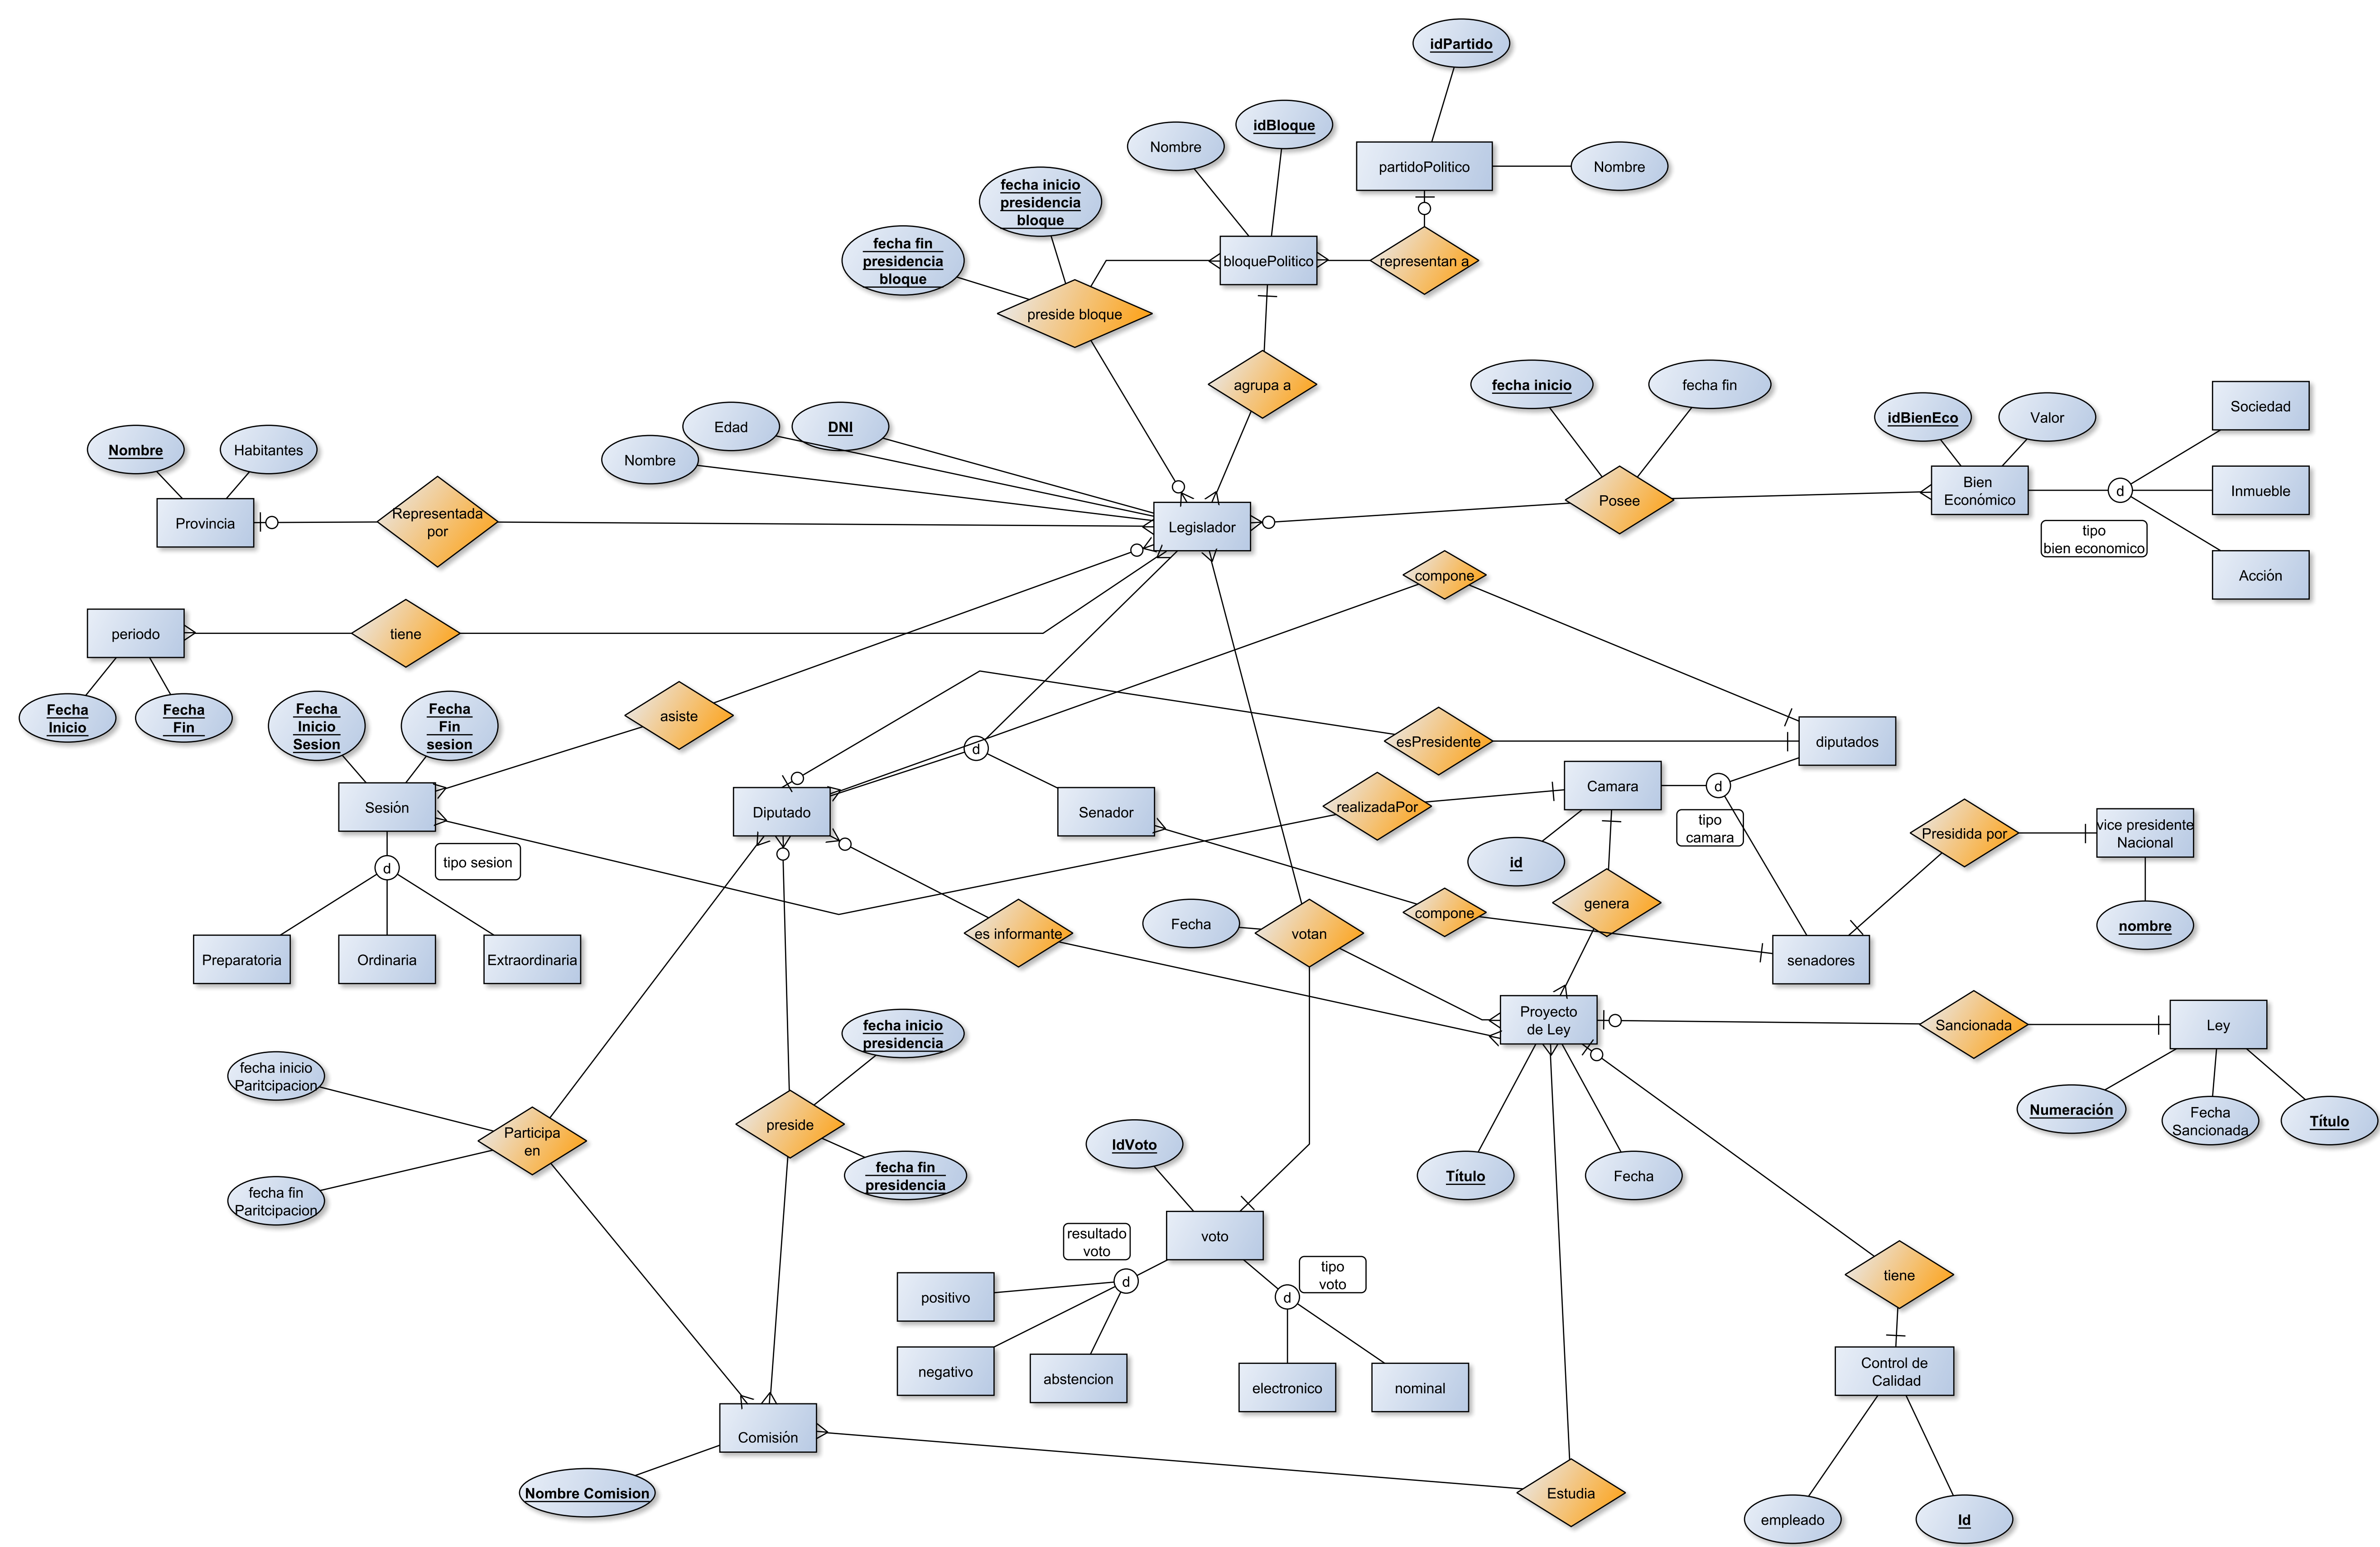 idPartido
idBloque
Nombre
partidoPolitico
Nombre
fecha inicio
presidencia
bloque
fecha fin
presidencia
bloque
bloquePolitico
representan a
preside bloque
agrupa a
fecha inicio
fecha fin
Sociedad
idBienEco
Valor
DNI
Edad
Nombre
Nombre
Habitantes
Bien
Económico
d
Inmueble
Posee
Provincia
Representada
por
Legislador
tipo
bien economico
Acción
compone
periodo
tiene
Fecha
Inicio
Fecha
Fin
Fecha
Inicio
Sesion
Fecha
Fin
sesion
asiste
esPresidente
diputados
d
Camara
d
tipo
camara
realizadaPor
Sesión
Diputado
Senador
Presidida por
vice presidente
Nacional
tipo sesion
d
id
genera
compone
nombre
es informante
Fecha
votan
Preparatoria
Ordinaria
Extraordinaria
senadores
Proyecto
de Ley
Sancionada
Ley
fecha inicio
presidencia
fecha inicio
Paritcipacion
Numeración
Fecha
Sancionada
Título
Participa
en
preside
IdVoto
fecha fin
presidencia
Título
Fecha
fecha fin
Paritcipacion
resultado
voto
voto
tipo
voto
d
d
positivo
negativo
abstencion
electronico
nominal
tiene
Control de
Calidad
Comisión
Nombre Comision
Estudia
empleado
Id